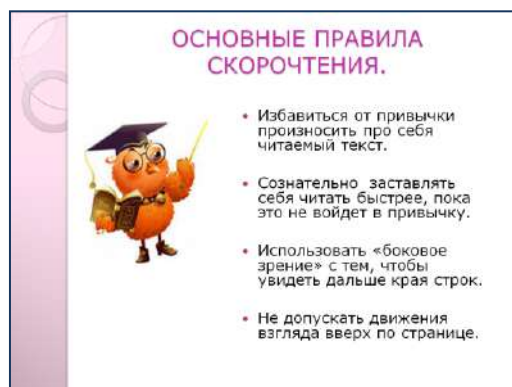 ОСНОВНЫЕ ПРАВИЛА
СКОРОЧТЕНИЯ.
• Избавиться от привычки
произносить про себя
читаемый текст.
• Сознательно заставлять
себя читать быстрее, пока
это не войдет в привычку.
• Использовать «боковое
зрение» с тем, чтобы
увидеть дальше края строк.
• Не допускать движения
взгляда вверх по странице.